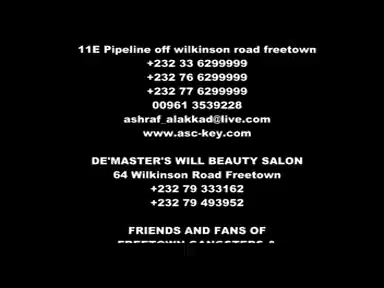 11E Pipeline off wilkinson road freetown
+232 33 6299999
+232 76 6299999
+232 77 6299999
00961 3539228
ashraf_alakkad@live.com
www.asc-key.com
DE'MASTER'S WILL BEAUTY SALON
64 Wilkinson Road Freetown
+232 79 333162
+232 79 493952
FRIENDS AND FANS OF
FREETOWN GANGSTERS &